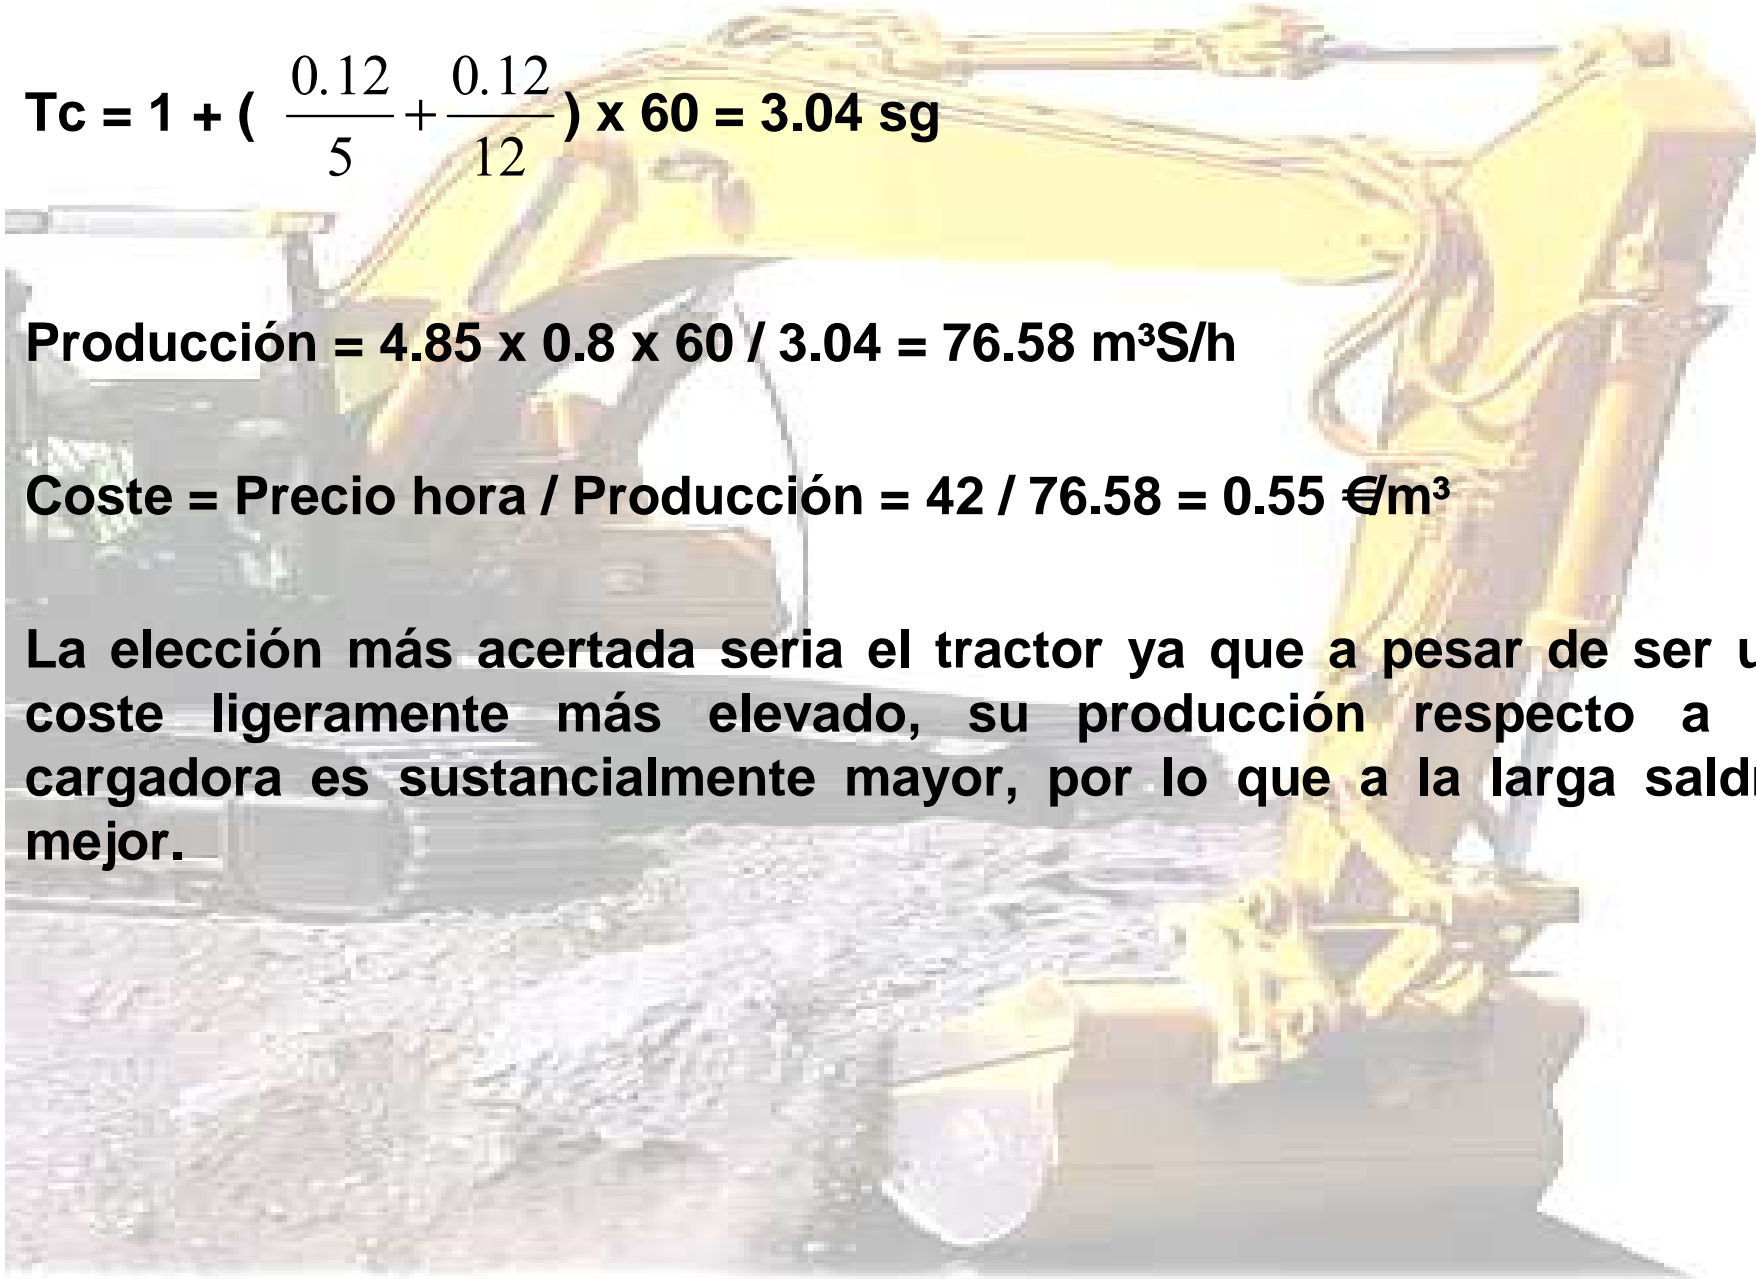 Tc = 1 + ( 0.12/5 + 0.12/12 ) x 60 = 3.04 sg
Producción = 4.85 x 0.8 x 60 / 3.04 = 76.58 m³S/h
Coste = Precio hora / Producción = 42 / 76.58 = 0.55 €/m³
La elección más acertada seria el tractor ya que a pesar de ser
coste ligeramente más elevado, su producción respecto a
cargadora es sustancialmente mayor, por lo que a la larga
mejor.